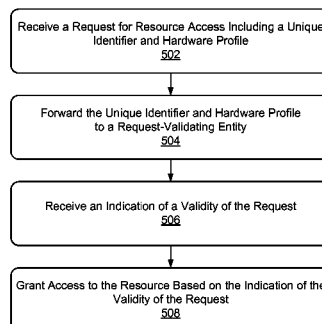 Receive a Request for Resource Access Including a Unique
Identifier and Hardware Profile
502
Forward the Unique Identifier and Hardware Profile
to a Request-Validating Entity
504
Receive an Indication of a Validity of the Request
506
Grant Access to the Resource Based on the Indication of the
Validity of the Request
508